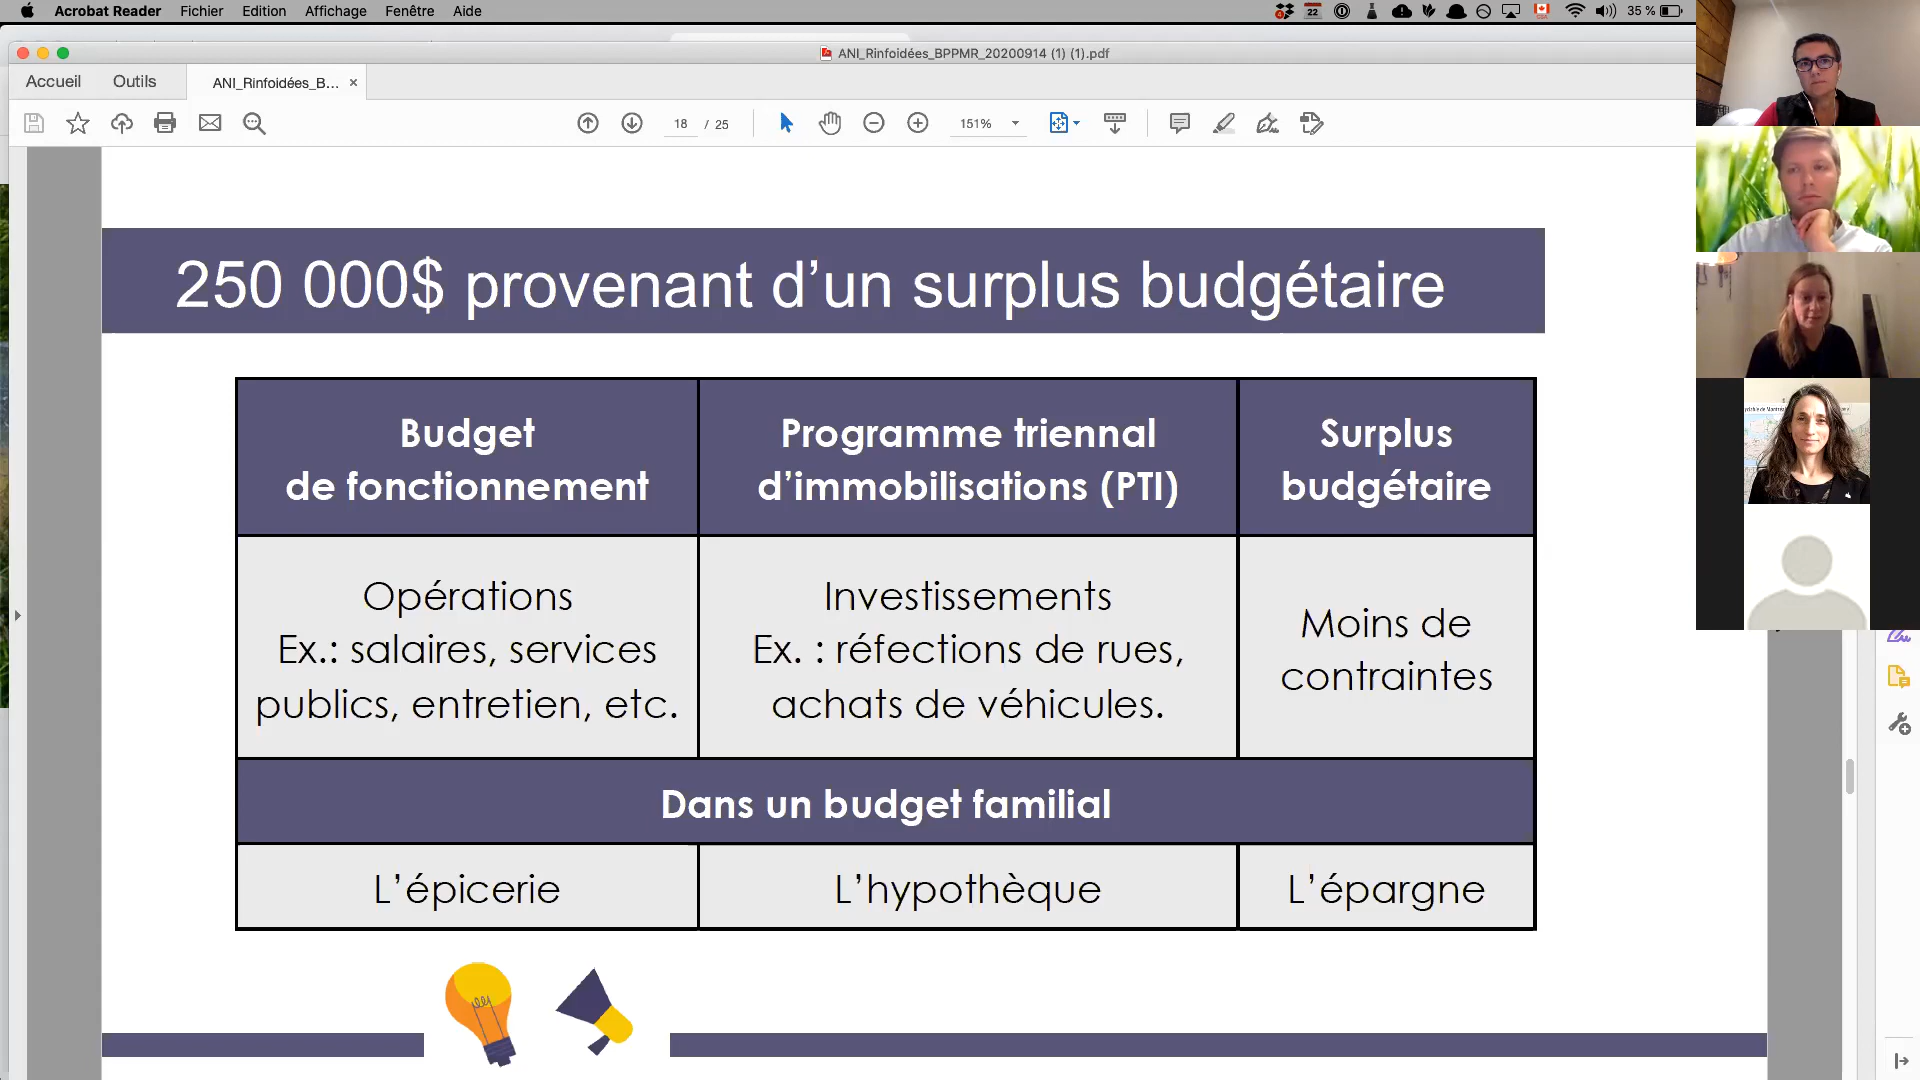 Acrobat Reader Fichier Edition Affichage Fenêtre Aide
22
35 %
ANI_Rinfoidées_BPPMR_20200914 (1) (1).pdf
Accueil Outils ANI_Rinfoidées_B... ×
18 / 25
151%
250 000$ provenant d’un surplus budgétaire
Budget
de fonctionnement
Programme triennal
d’immobilisations (PTI)
Surplus
budgétaire
Opérations
Ex.: salaires, services
publics, entretien, etc.
Investissements
Ex. : réfections de rues,
achats de véhicules.
Moins de
contraintes
Dans un budget familial
L’épicerie
L’hypothèque
L’épargne